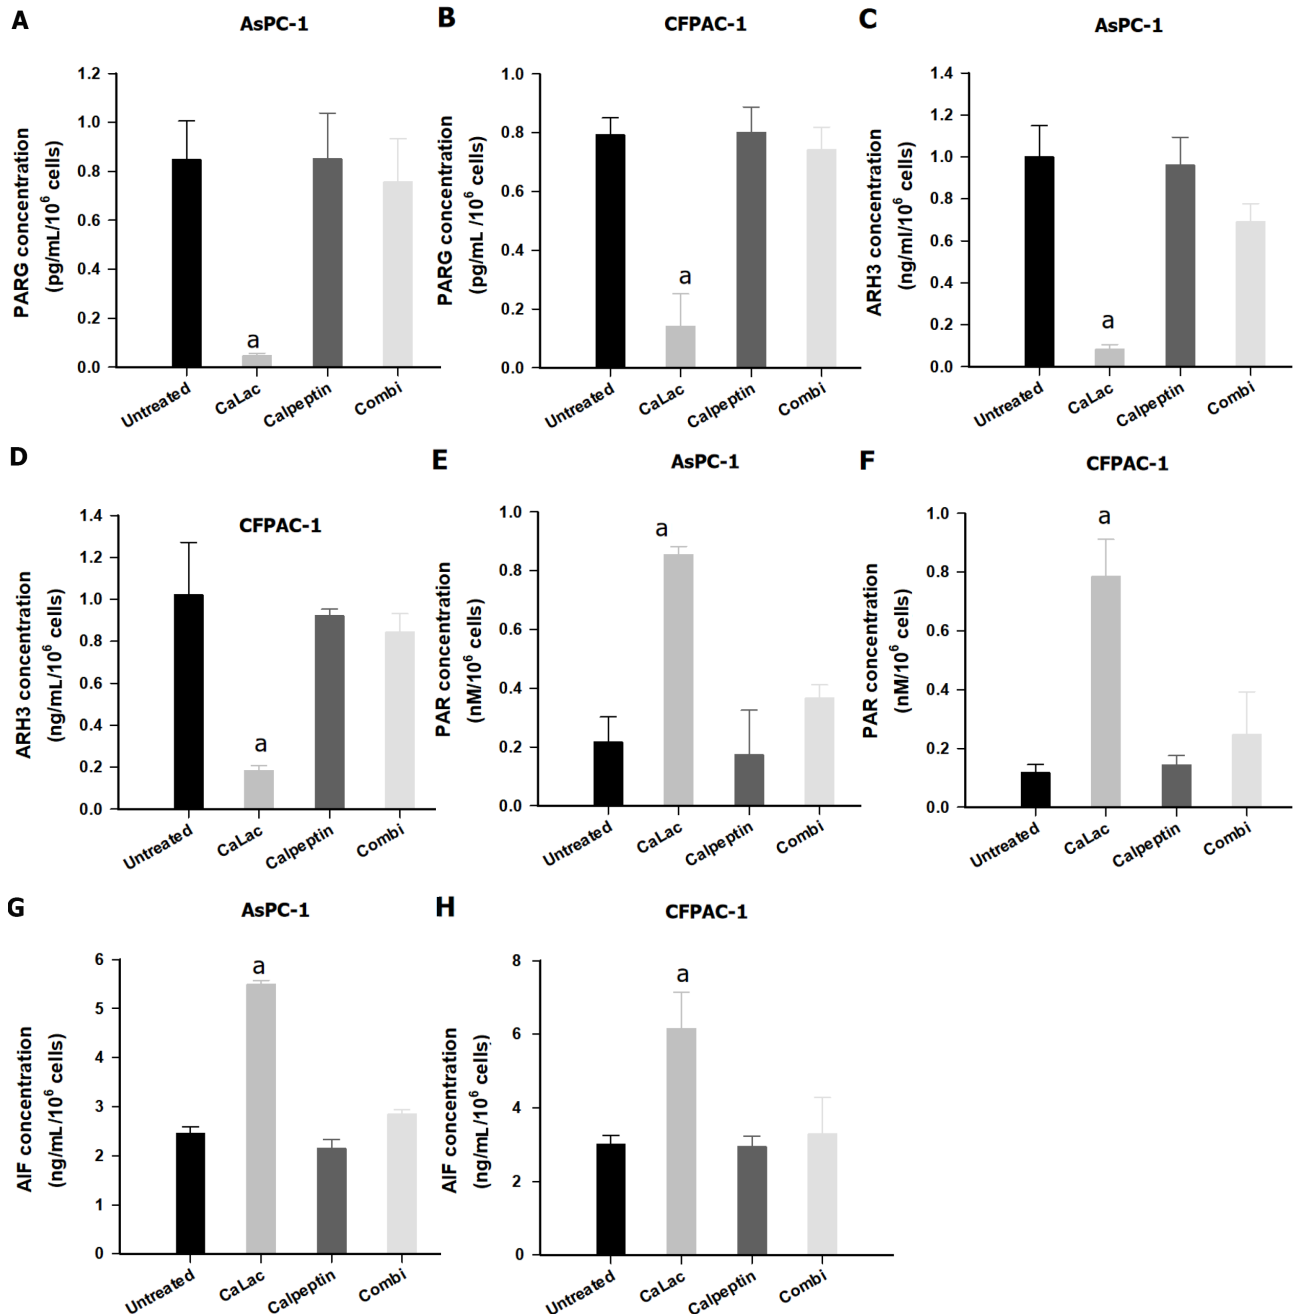 A
AsPC-1
PARG concentration
(pg/mL/10⁶ cells)
1.2
1.0
0.8
0.6
0.4
0.2
0.0
a
Untreated
CaLac
Calpeptin
Combi
B
CFPAC-1
PARG concentration
(pg/mL /10⁶ cells)
1.0
0.8
0.6
0.4
0.2
0.0
a
Untreated
CaLac
Calpeptin
Combi
C
AsPC-1
ARH3 concentration
(ng/ml/10⁶ cells)
1.4
1.2
1.0
0.8
0.6
0.4
0.2
0.0
a
Untreated
CaLac
Calpeptin
Combi
D
CFPAC-1
ARH3 concentration
(ng/mL/10⁶ cells)
1.4
1.2
1.0
0.8
0.6
0.4
0.2
0.0
a
Untreated
CaLac
Calpeptin
Combi
E
AsPC-1
PAR concentration
(nM/10⁶ cells)
1.0
0.8
0.6
0.4
0.2
0.0
a
Untreated
CaLac
Calpeptin
Combi
F
CFPAC-1
PAR concentration
(nM/10⁶ cells)
1.0
0.8
0.6
0.4
0.2
0.0
a
Untreated
CaLac
Calpeptin
Combi
G
AsPC-1
AIF concentration
(ng/mL/10⁶ cells)
6
5
4
3
2
1
0
a
Untreated
CaLac
Calpeptin
Combi
H
CFPAC-1
AIF concentration
(ng/mL/10⁶ cells)
8
6
4
2
0
a
Untreated
CaLac
Calpeptin
Combi